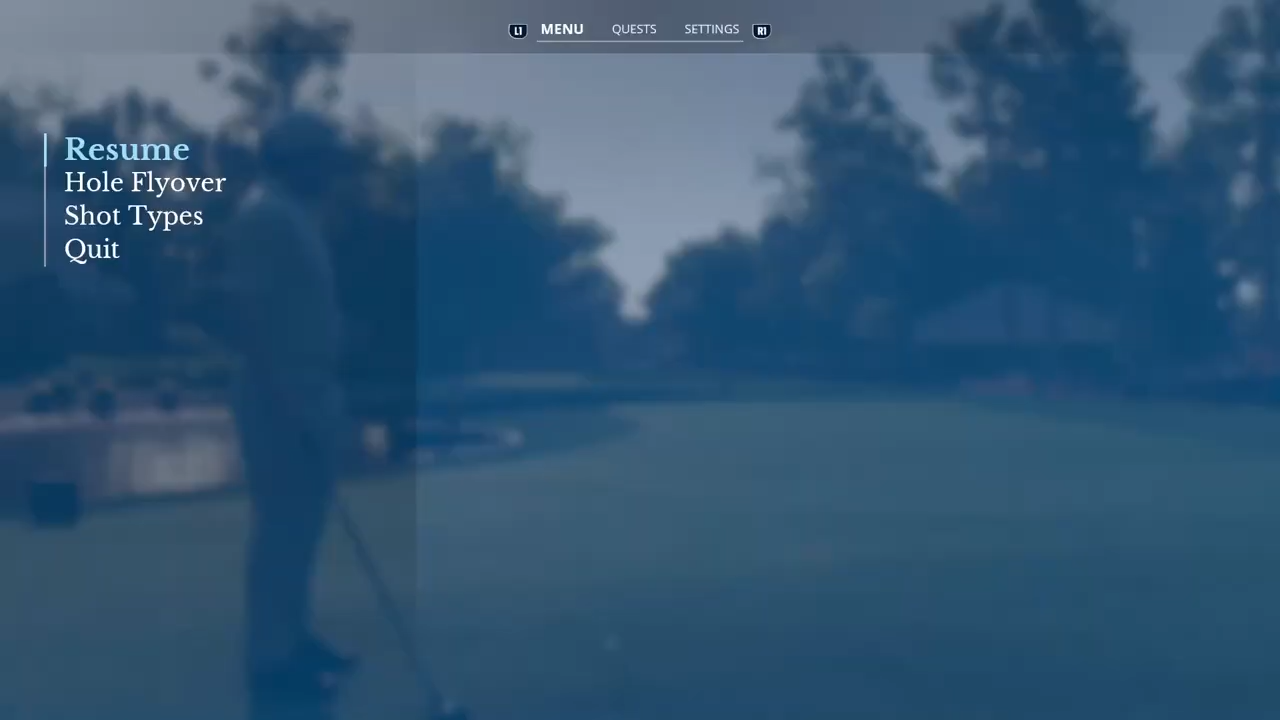 L1 MENU QUESTS SETTINGS R1
Resume
Hole Flyover
Shot Types
Quit